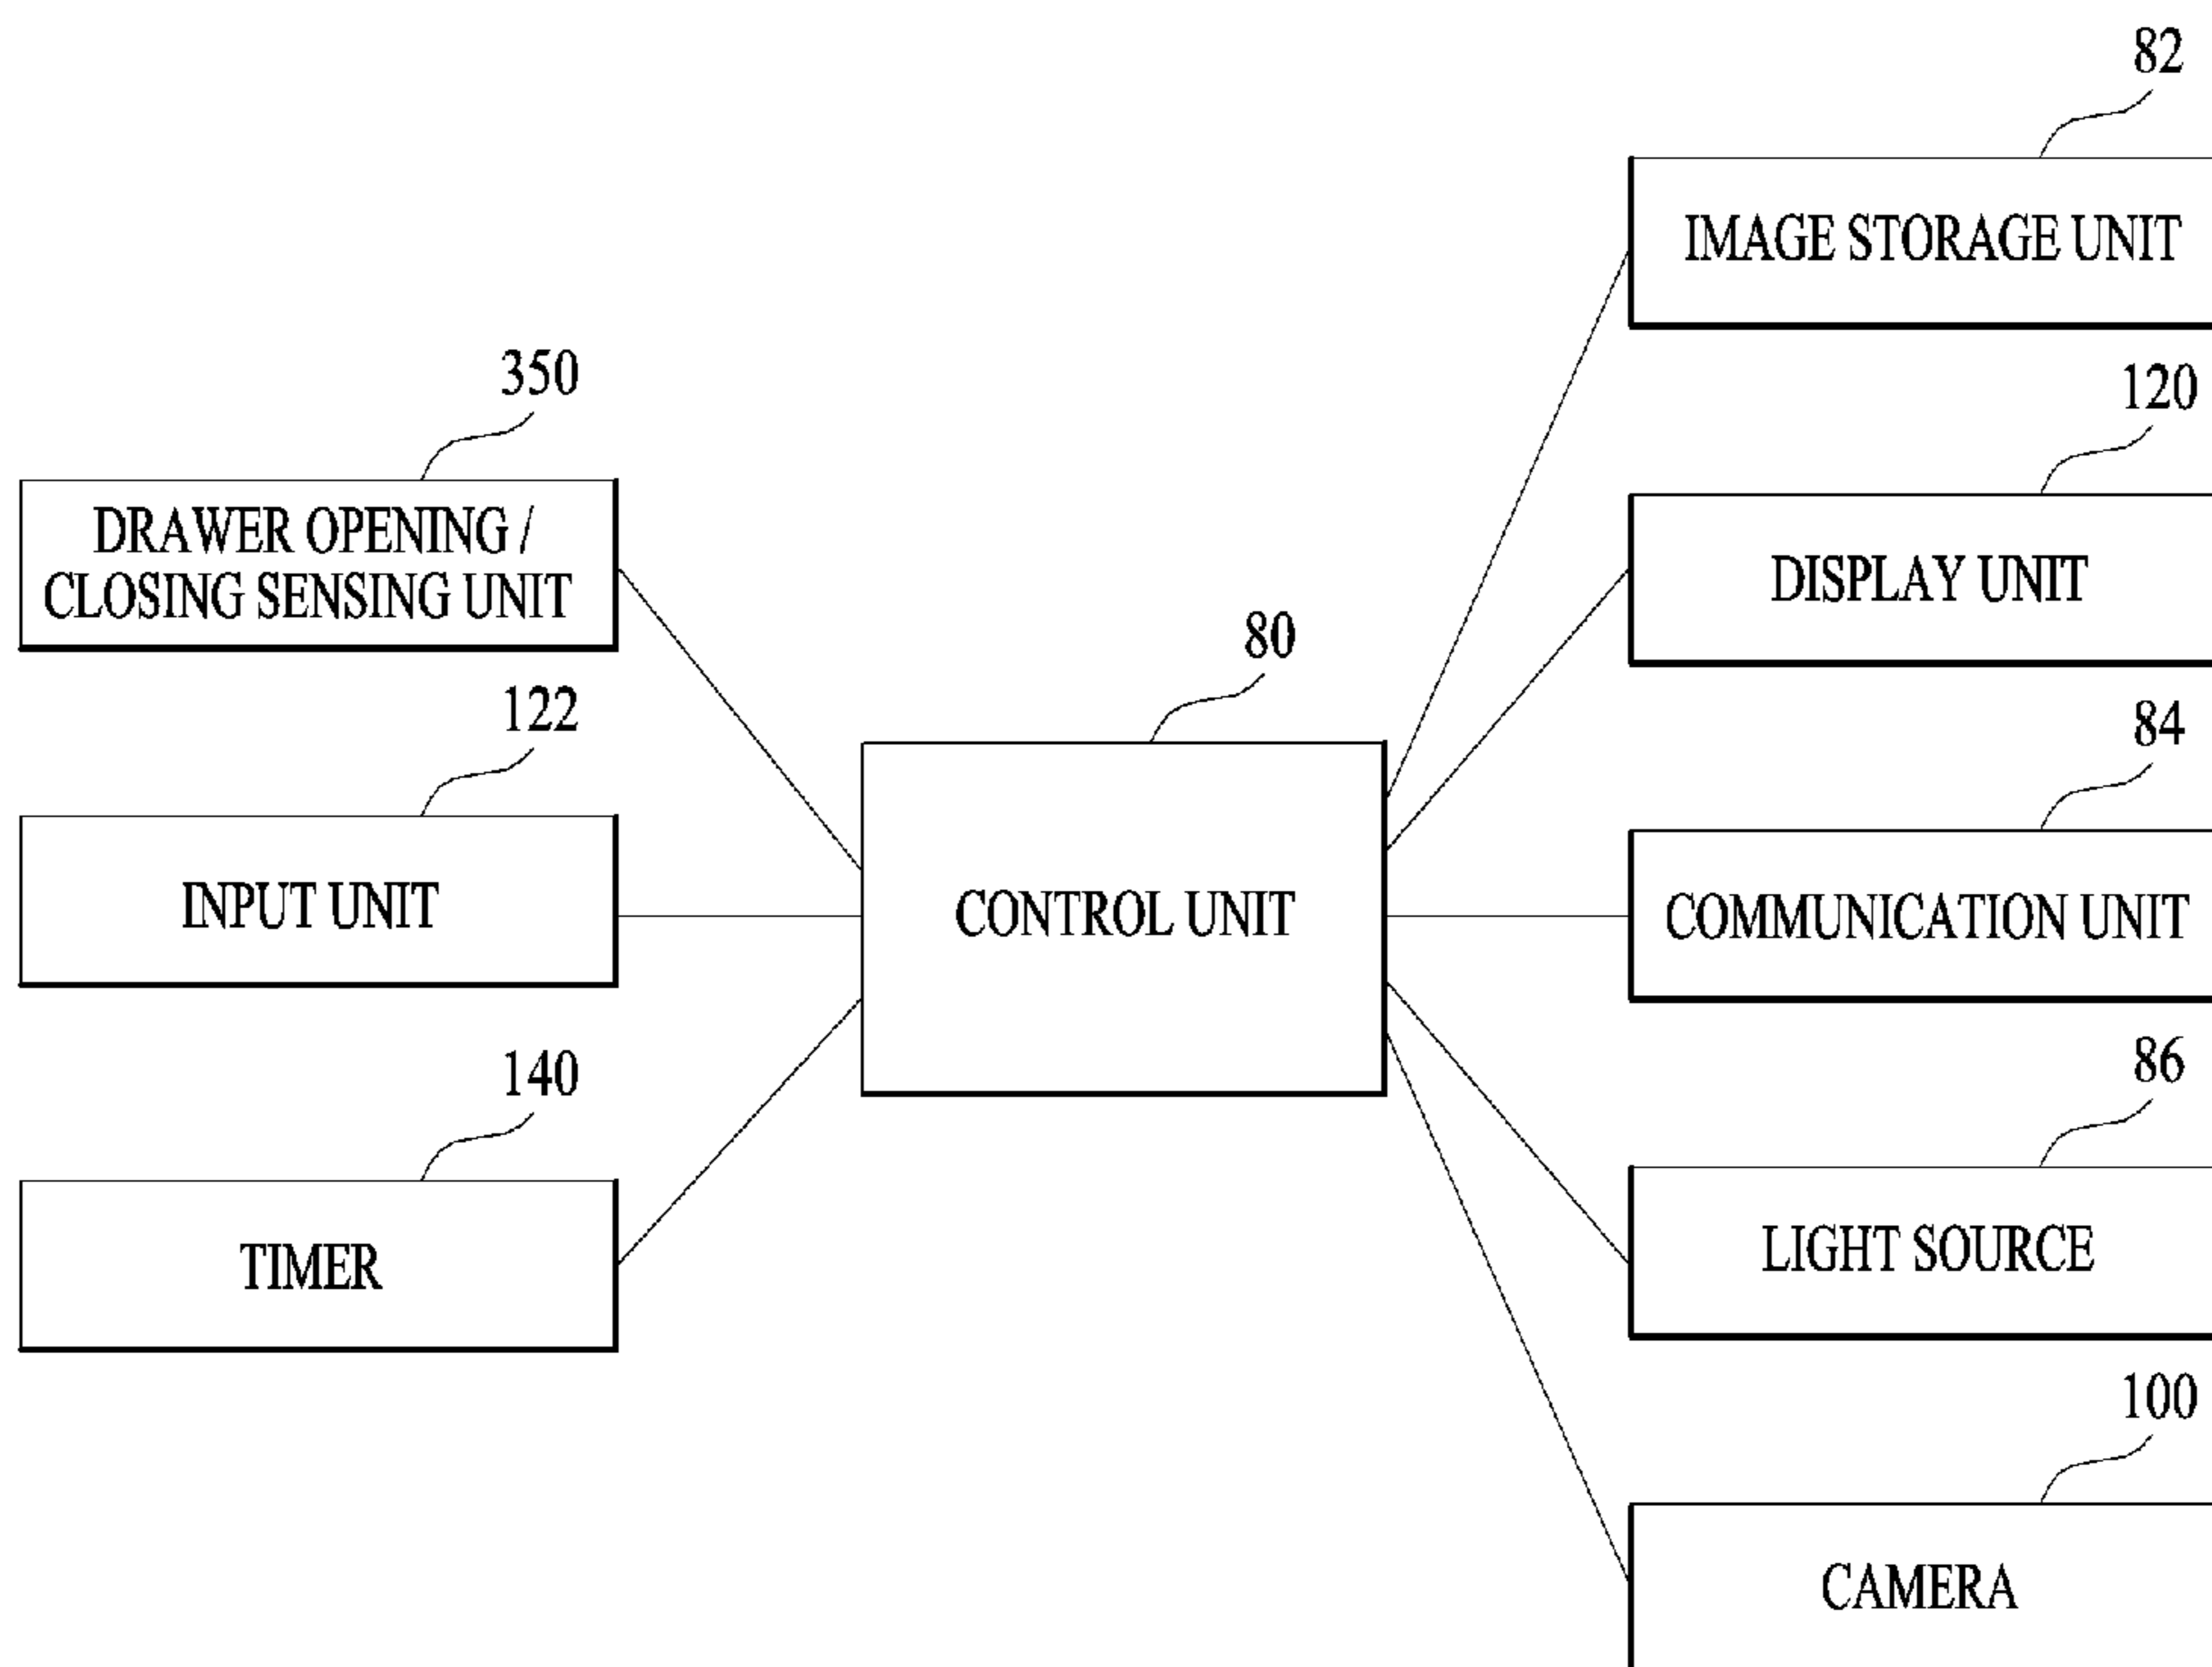 82
IMAGE STORAGE UNIT
350
120
DRAWER OPENING /
CLOSING SENSING UNIT
DISPLAY UNIT
80
122
84
INPUT UNIT
CONTROL UNIT
COMMUNICATION UNIT
140
86
TIMER
LIGHT SOURCE
100
CAMERA